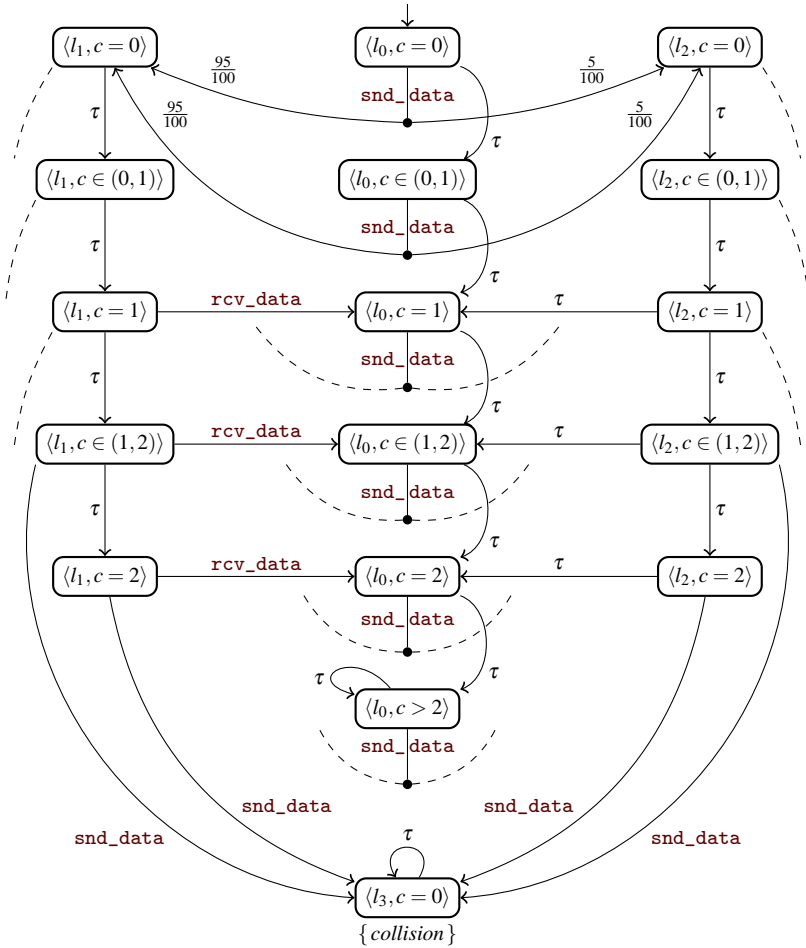 ⟨l₁, c = 0⟩ ⟨l₀, c = 0⟩ ⟨l₂, c = 0⟩
95/100 5/100
snd_data
τ 95/100 5/100 τ
τ
⟨l₁, c ∈ (0,1)⟩ ⟨l₀, c ∈ (0,1)⟩ ⟨l₂, c ∈ (0,1)⟩
snd_data
τ τ
τ
⟨l₁, c = 1⟩ rcv_data ⟨l₀, c = 1⟩ τ ⟨l₂, c = 1⟩
snd_data
τ τ
τ
⟨l₁, c ∈ (1,2)⟩ rcv_data ⟨l₀, c ∈ (1,2)⟩ τ ⟨l₂, c ∈ (1,2)⟩
snd_data
τ τ
τ
⟨l₁, c = 2⟩ rcv_data ⟨l₀, c = 2⟩ τ ⟨l₂, c = 2⟩
snd_data
τ τ
⟨l₀, c > 2⟩
snd_data
snd_data snd_data
snd_data τ snd_data
⟨l₃, c = 0⟩
{collision}